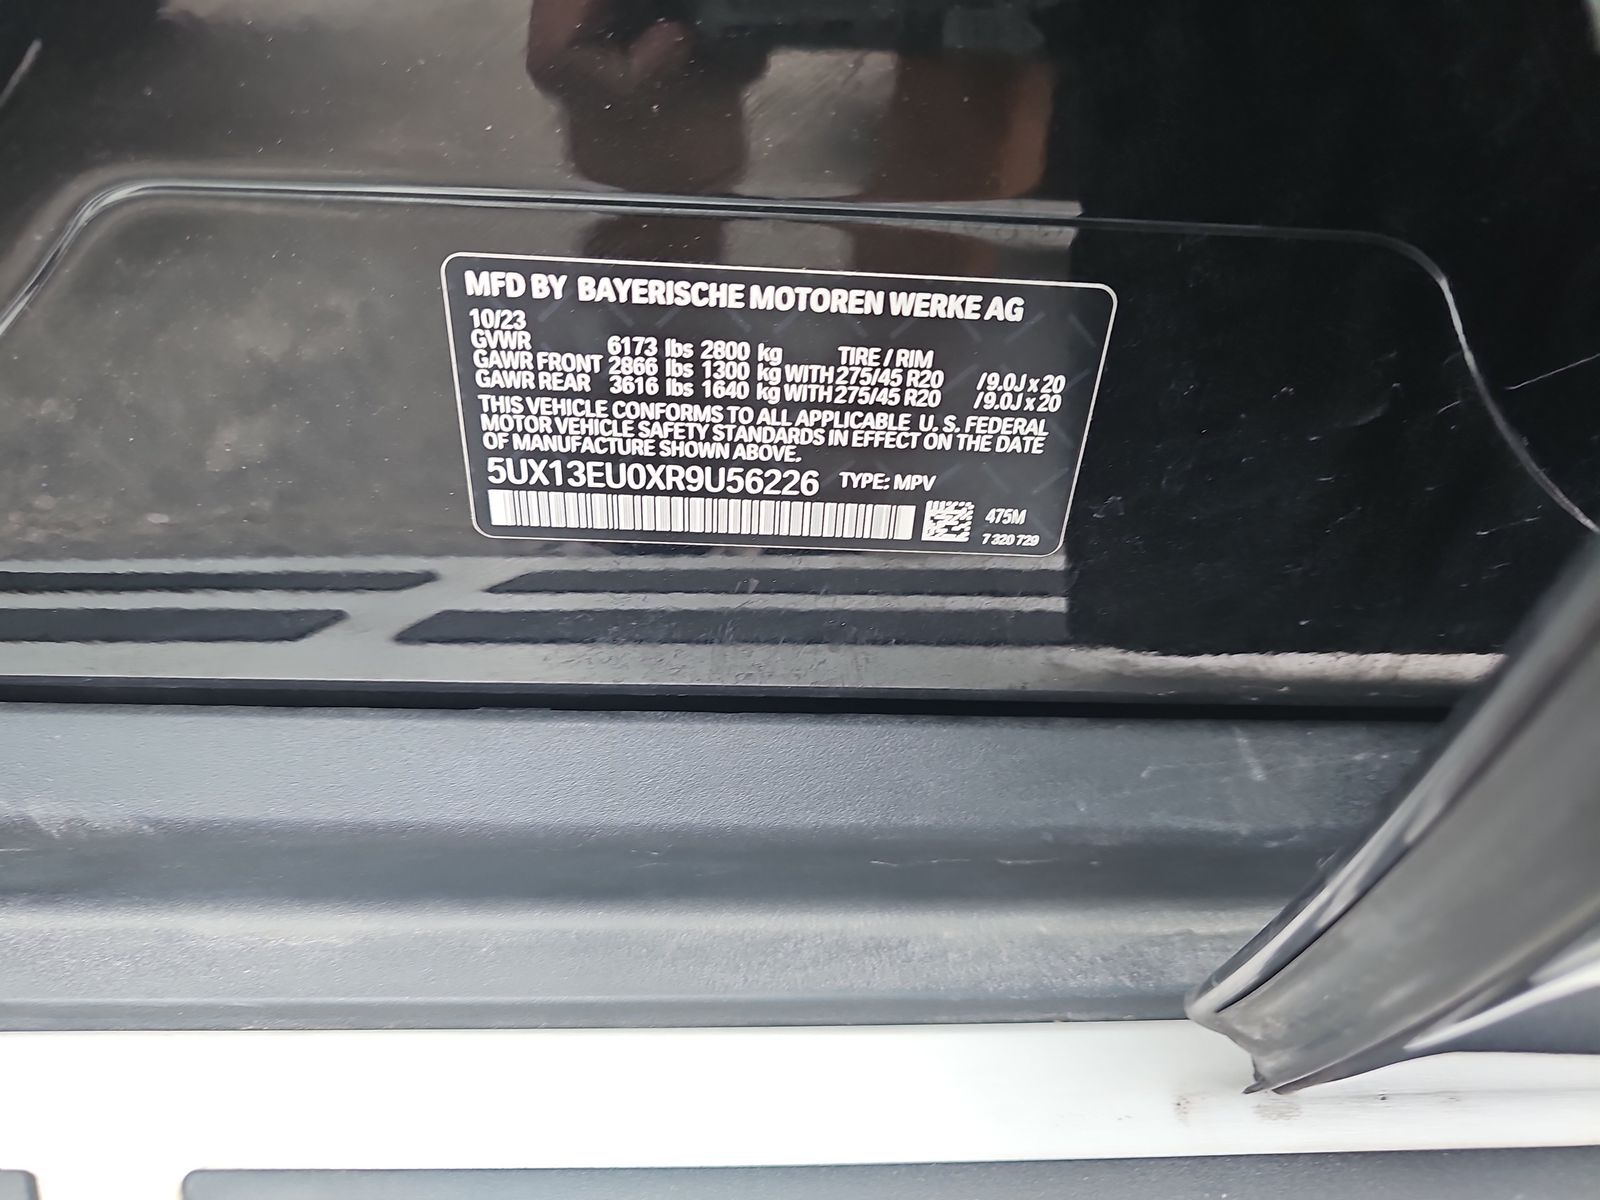 MFD BY BAYERISCHE MOTOREN WERKE AG
10/23
GVWR 6173 lbs 2800 kg TIRE / RIM
GAWR FRONT 2866 lbs 1300 kg WITH 275/45 R20 / 9.0J x 20
GAWR REAR 3616 lbs 1640 kg WITH 275/45 R20 / 9.0J x 20
THIS VEHICLE CONFORMS TO ALL APPLICABLE U. S. FEDERAL
MOTOR VEHICLE SAFETY STANDARDS IN EFFECT ON THE DATE
OF MANUFACTURE SHOWN ABOVE.
5UX13EU0XR9U56226 TYPE: MPV
475M
7 320 729